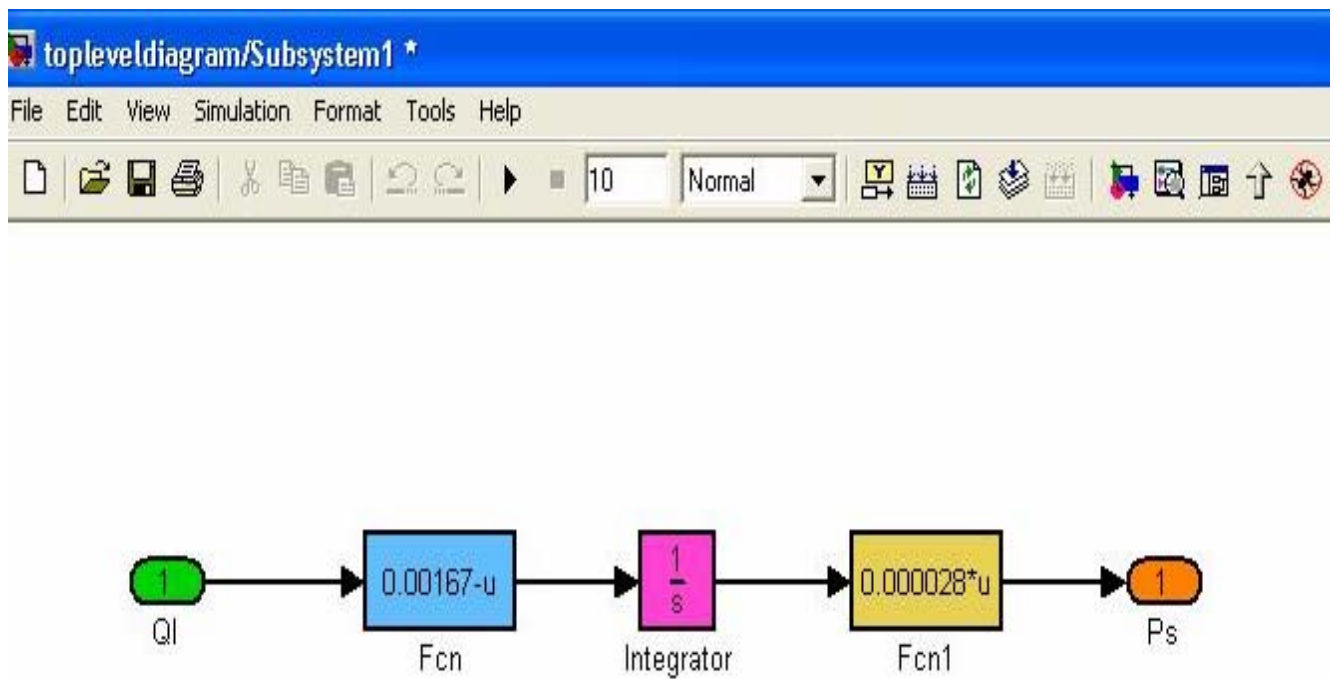 topleveldiagram/Subsystem1 *
File Edit View Simulation Format Tools Help
10 Normal
1 0.00167-u 1/s 0.000028*u 1
Ql Fcn Integrator Fcn1 Ps